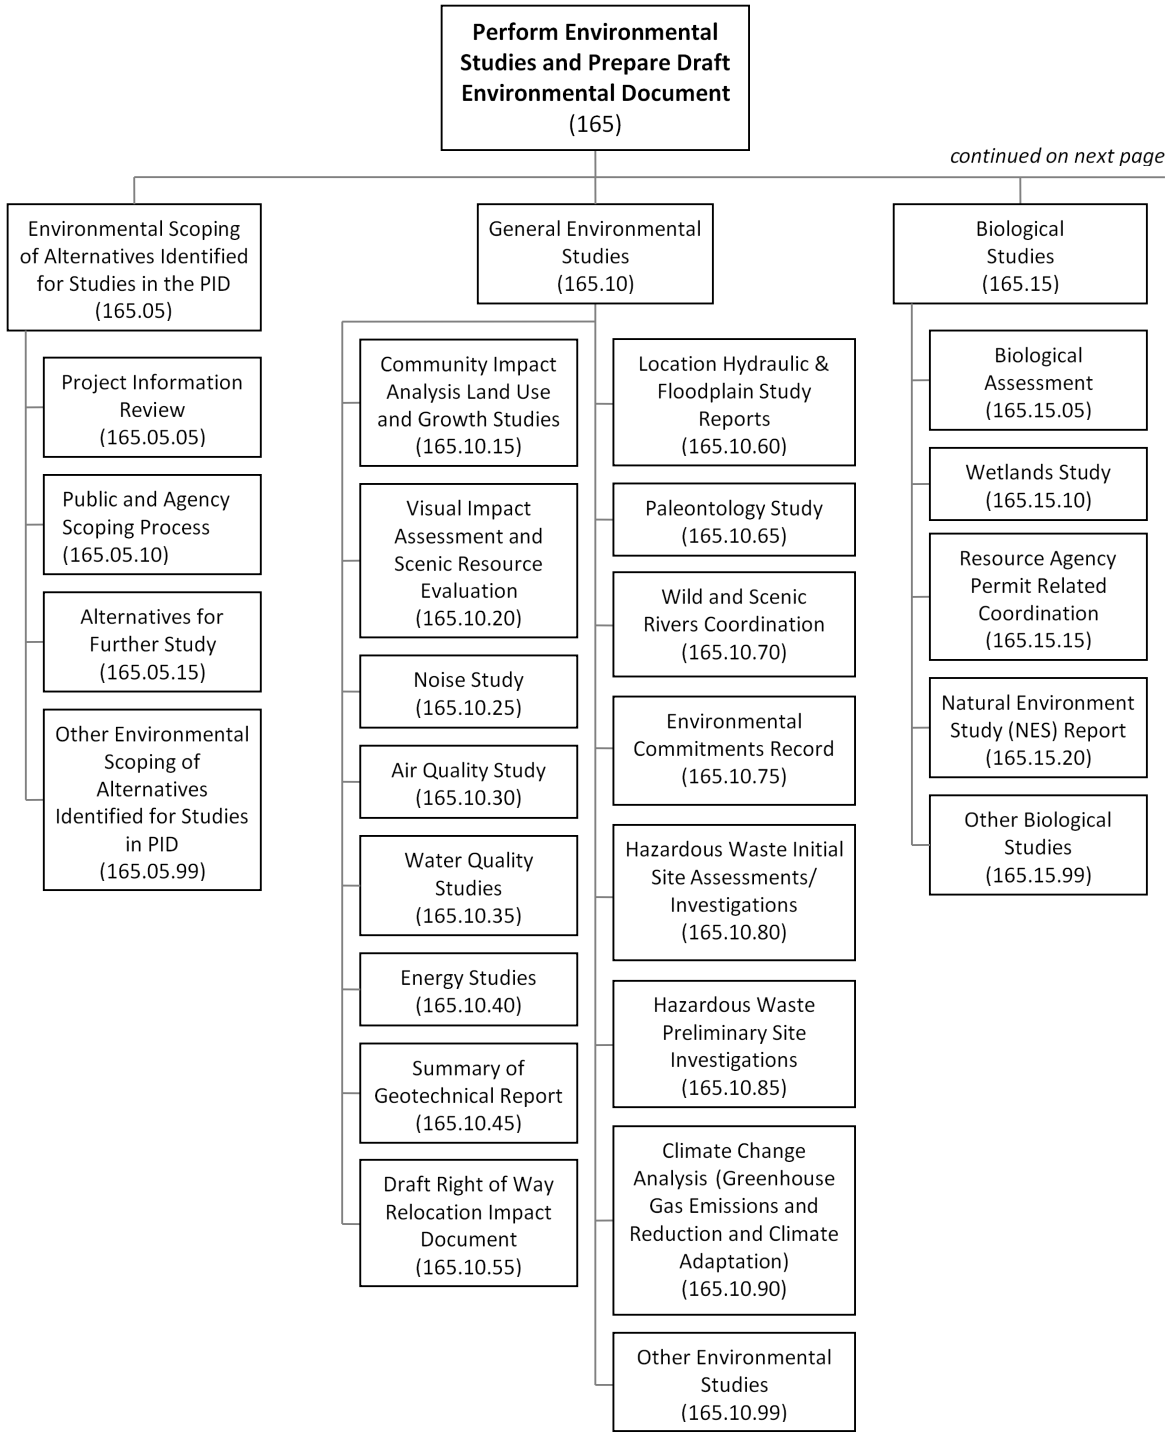 Perform Environmental
Studies and Prepare Draft
Environmental Document
(165)
continued on next page
Environmental Scoping
of Alternatives Identified
for Studies in the PID
(165.05)
Project Information
Review
(165.05.05)
Public and Agency
Scoping Process
(165.05.10)
Alternatives for
Further Study
(165.05.15)
Other Environmental
Scoping of
Alternatives
Identified for Studies
in PID
(165.05.99)
General Environmental
Studies
(165.10)
Community Impact
Analysis Land Use
and Growth Studies
(165.10.15)
Visual Impact
Assessment and
Scenic Resource
Evaluation
(165.10.20)
Noise Study
(165.10.25)
Air Quality Study
(165.10.30)
Water Quality
Studies
(165.10.35)
Energy Studies
(165.10.40)
Summary of
Geotechnical Report
(165.10.45)
Draft Right of Way
Relocation Impact
Document
(165.10.55)
Location Hydraulic &
Floodplain Study
Reports
(165.10.60)
Paleontology Study
(165.10.65)
Wild and Scenic
Rivers Coordination
(165.10.70)
Environmental
Commitments Record
(165.10.75)
Hazardous Waste Initial
Site Assessments/
Investigations
(165.10.80)
Hazardous Waste
Preliminary Site
Investigations
(165.10.85)
Climate Change
Analysis (Greenhouse
Gas Emissions and
Reduction and Climate
Adaptation)
(165.10.90)
Other Environmental
Studies
(165.10.99)
Biological
Studies
(165.15)
Biological
Assessment
(165.15.05)
Wetlands Study
(165.15.10)
Resource Agency
Permit Related
Coordination
(165.15.15)
Natural Environment
Study (NES) Report
(165.15.20)
Other Biological
Studies
(165.15.99)